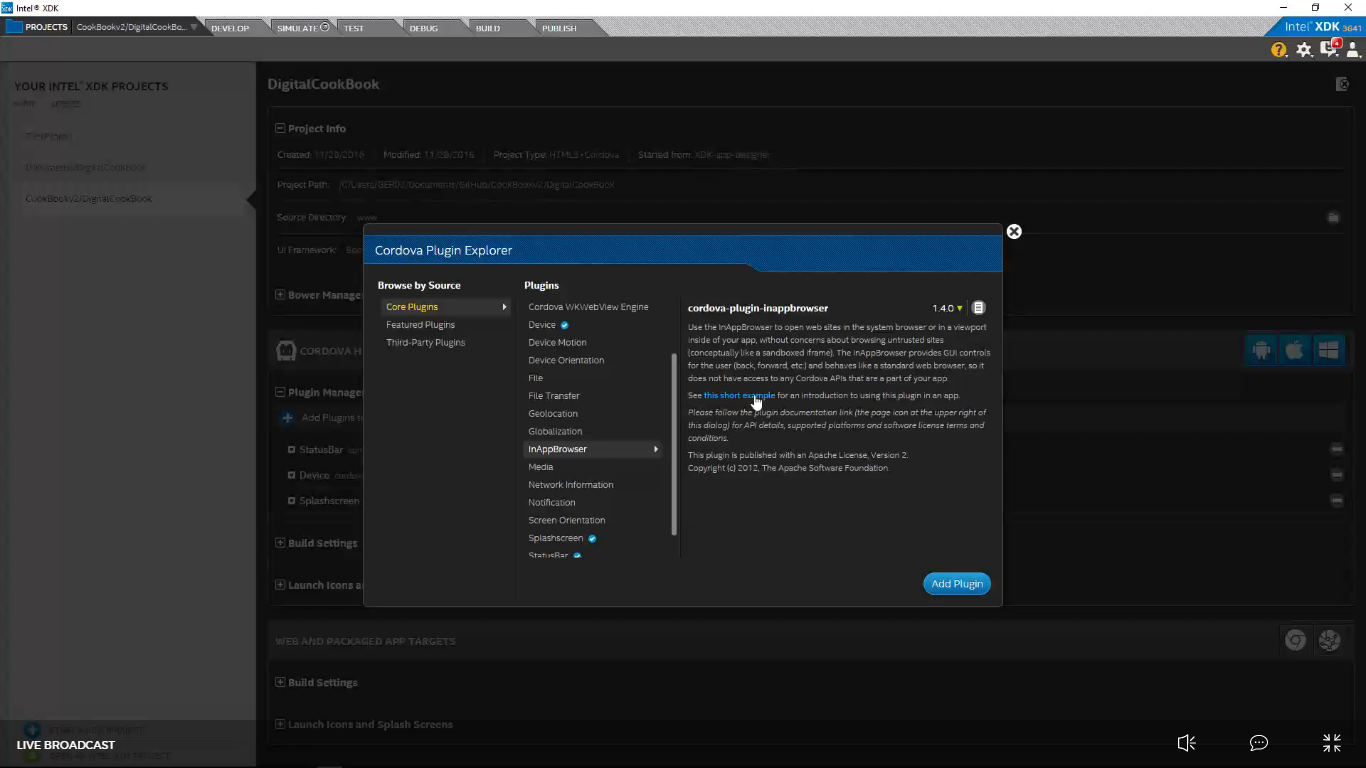 Intel® XDK
PROJECTS
CookBookv2/DigitalCookBo...
DEVELOP
SIMULATE
TEST
DEBUG
BUILD
PUBLISH
Intel® XDK 3641
4
YOUR INTEL® XDK PROJECTS
CookBookv2/DigitalCookBook
DigitalCookBook
Project Info
Created: 11/28/2016 Modified: 11/28/2016 Project Type: HTML5 + Cordova Started from: XDK-app-designer
Project Path: /C/Users/GERDZ/Documents/GitHub/CookBookv2/DigitalCookBook
Source Directory: www
UI Framework:
Bower Manage
CORDOVA H
Plugin Manage
Add Plugins to
StatusBar
Device
Splashscreen
Build Settings
Launch Icons a
Cordova Plugin Explorer
Browse by Source
Core Plugins
Featured Plugins
Third-Party Plugins
Plugins
Cordova WKWebView Engine
Device
Device Motion
Device Orientation
File
File Transfer
Geolocation
Globalization
InAppBrowser
Media
Network Information
Notification
Screen Orientation
Splashscreen
StatusBar
cordova-plugin-inappbrowser
1.4.0
Use the InAppBrowser to open web sites in the system browser or in a viewport
inside of your app, without concerns about browsing untrusted sites
(conceptually like a sandboxed iframe). The InAppBrowser provides GUI controls
for the user (back, forward, etc) and behaves like a standard web browser, so it
does not have access to any Cordova APIs that are a part of your app.
See this short example for an introduction to using this plugin in an app.
Please follow the plugin documentation link (the page icon at the upper right of
this dialog) for API details, supported platforms and software license terms and
conditions.
This plugin is published with an Apache License, Version 2.
Copyright (c) 2012, The Apache Software Foundation.
Add Plugin
WEB AND PACKAGED APP TARGETS
Build Settings
Launch Icons and Splash Screens
LIVE BROADCAST